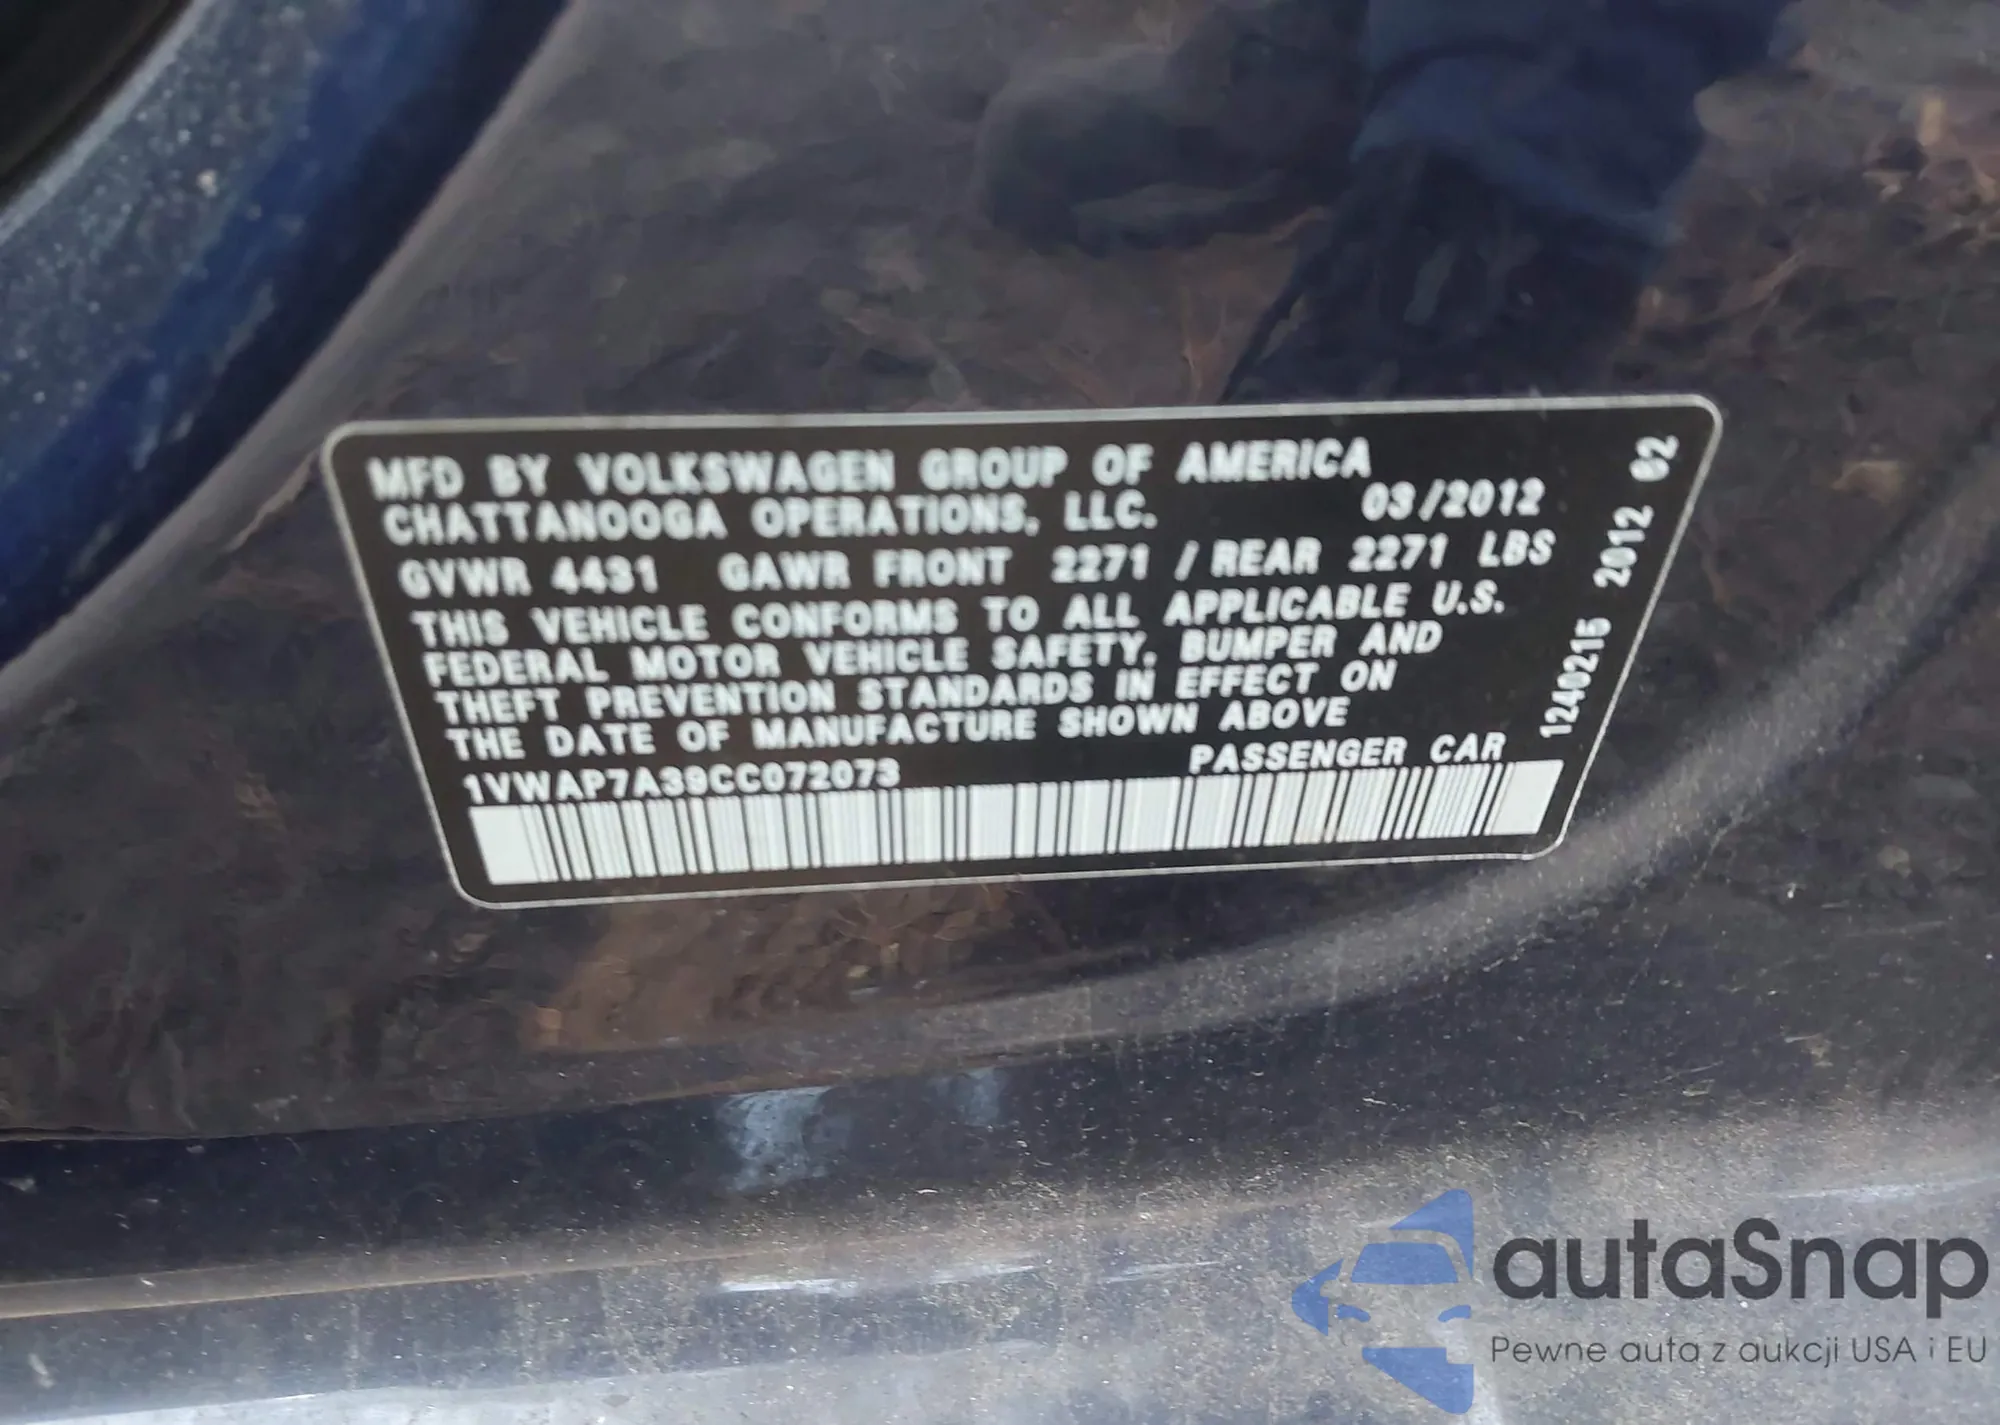 MFD BY VOLKSWAGEN GROUP OF AMERICA
CHATTANOOGA OPERATIONS, LLC. 03/2012
GVWR 4431 GAWR FRONT 2271 / REAR 2271 LBS
THIS VEHICLE CONFORMS TO ALL APPLICABLE U.S.
FEDERAL MOTOR VEHICLE SAFETY, BUMPER AND
THEFT PREVENTION STANDARDS IN EFFECT ON
THE DATE OF MANUFACTURE SHOWN ABOVE
PASSENGER CAR
1VWAP7A39CC072073
1240215 2012 02
autaSnap
Pewne auta z aukcji USA i EU